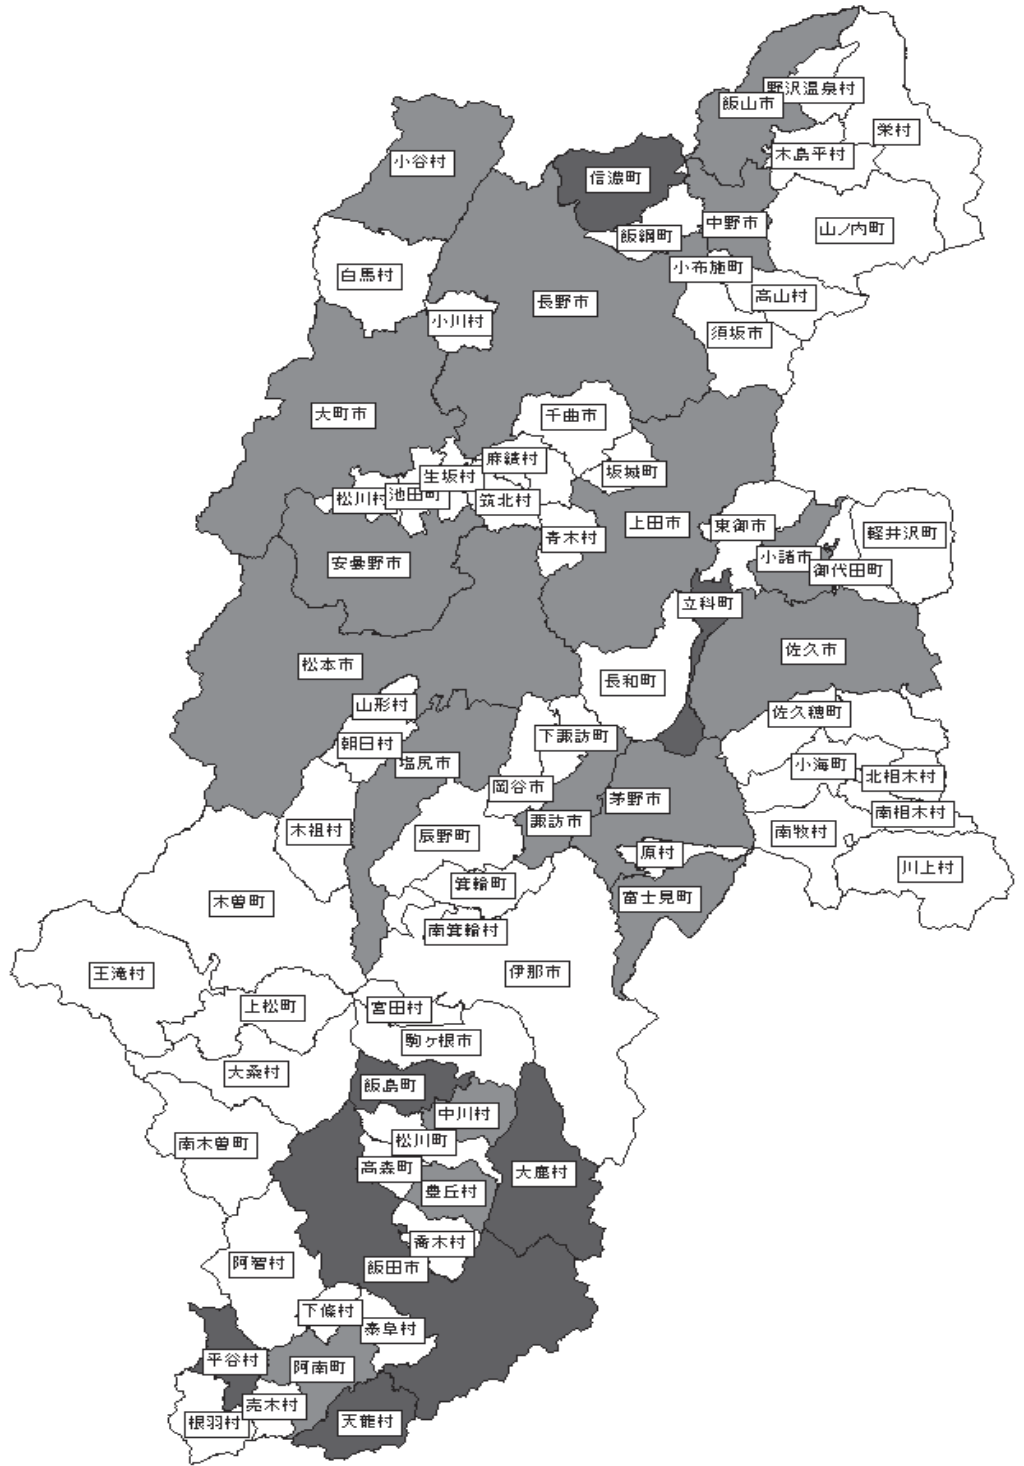 野沢温泉村
飯山市
栄村
木島平村
小谷村
信濃町
中野市
山ノ内町
飯綱町
小布施町
白馬村
高山村
長野市
小川村
須坂市
大町市
千曲市
麻績村
坂城町
生坂村
池田町
松川村
筑北村
上田市
東御市
軽井沢町
青木村
安曇野市
小諸市
御代田町
立科町
佐久市
松本市
長和町
山形村
佐久穂町
朝日村
下諏訪町
塩尻市
小海町
北相木村
岡谷市
茅野市
南相木村
諏訪市
木祖村
辰野町
南牧村
原村
川上村
箕輪町
富士見町
木曽町
南箕輪村
王滝村
伊那市
上松町
宮田村
駒ヶ根市
大桑村
飯島町
中川村
南木曽町
松川町
高森町
大鹿村
豊丘村
喬木村
阿智村
飯田市
下條村
泰阜村
平谷村
阿南町
売木村
根羽村
天龍村